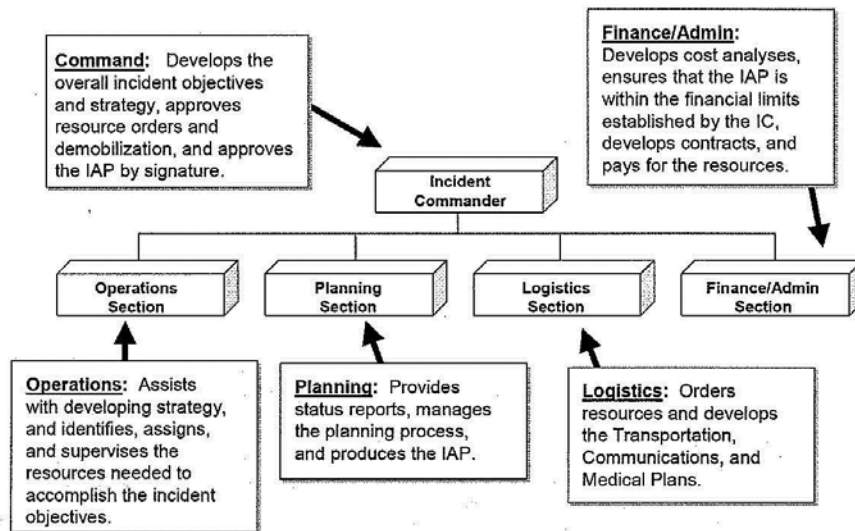 Command: Develops the
overall incident objectives
and strategy, approves
resource orders and
demobilization, and approves
the IAP by signature.
Finance/Admin:
Develops cost analyses,
ensures that the IAP is
within the financial limits
established by the IC,
develops contracts, and
pays for the resources.
Incident
Commander
Operations
Section
Planning
Section
Logistics
Section
Finance/Admin
Section
Operations: Assists
with developing strategy,
and identifies, assigns,
and supervises the
resources needed to
accomplish the incident
objectives.
Planning: Provides
status reports, manages
the planning process,
and produces the IAP.
Logistics: Orders
resources and develops
the Transportation,
Communications, and
Medical Plans.